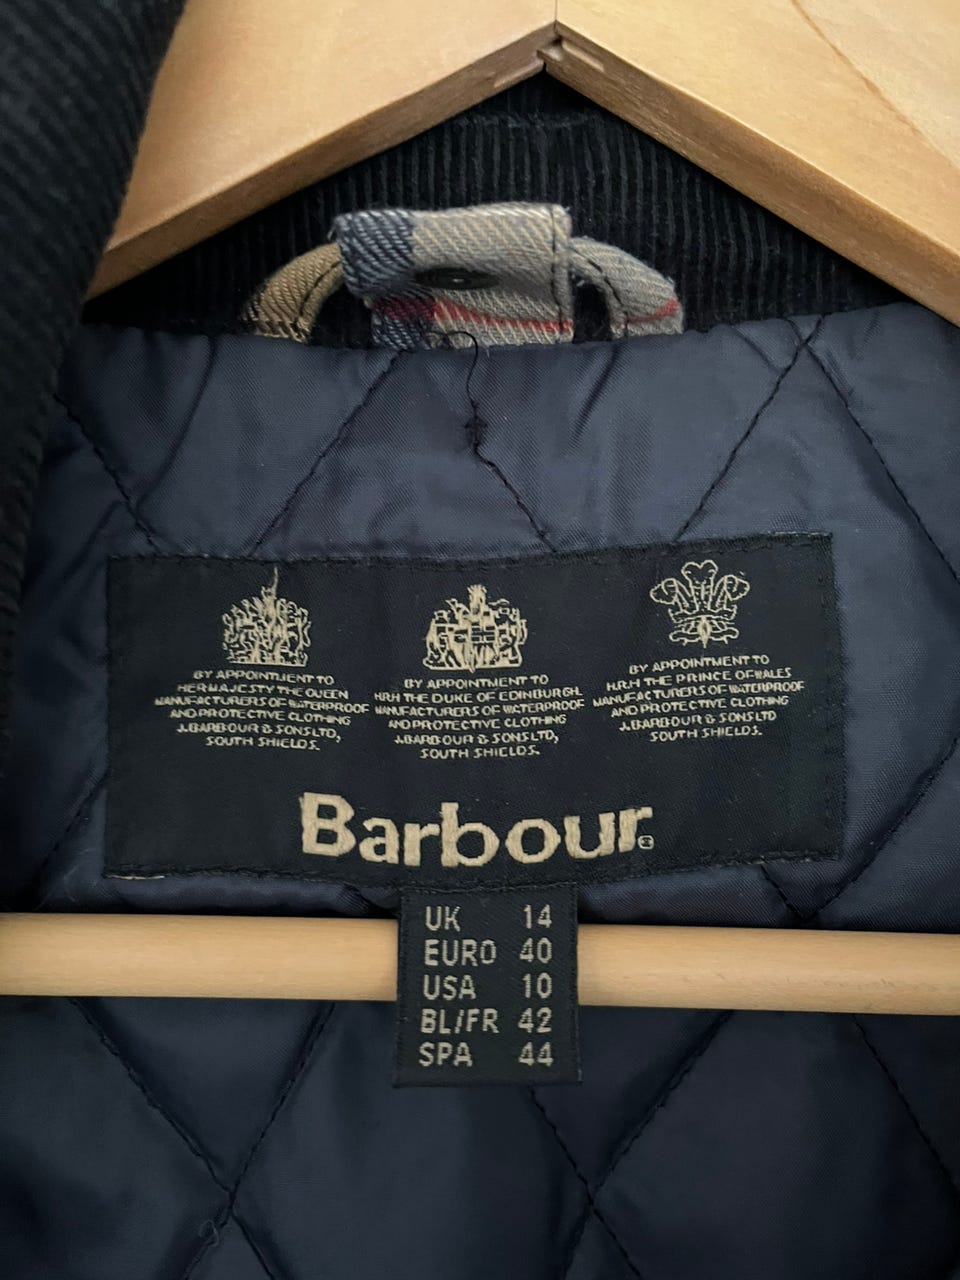 BY APPOINTMENT TO
HER MAJESTY THE QUEEN
MANUFACTURERS OF WATERPROOF
AND PROTECTIVE CLOTHING
J.BARBOUR & SONS LTD,
SOUTH SHIELDS.
BY APPOINTMENT TO
H.R.H THE DUKE OF EDINBURGH.
MANUFACTURERS OF WATERPROOF
AND PROTECTIVE CLOTHING
J.BARBOUR & SONS LTD,
SOUTH SHIELDS.
BY APPOINTMENT TO
H.R.H THE PRINCE OF WALES
MANUFACTURERS OF WATERPROOF
AND PROTECTIVE CLOTHING
J.BARBOUR & SONS LTD
SOUTH SHIELDS.
Barbour®
UK 14
EURO 40
USA 10
BL/FR 42
SPA 44